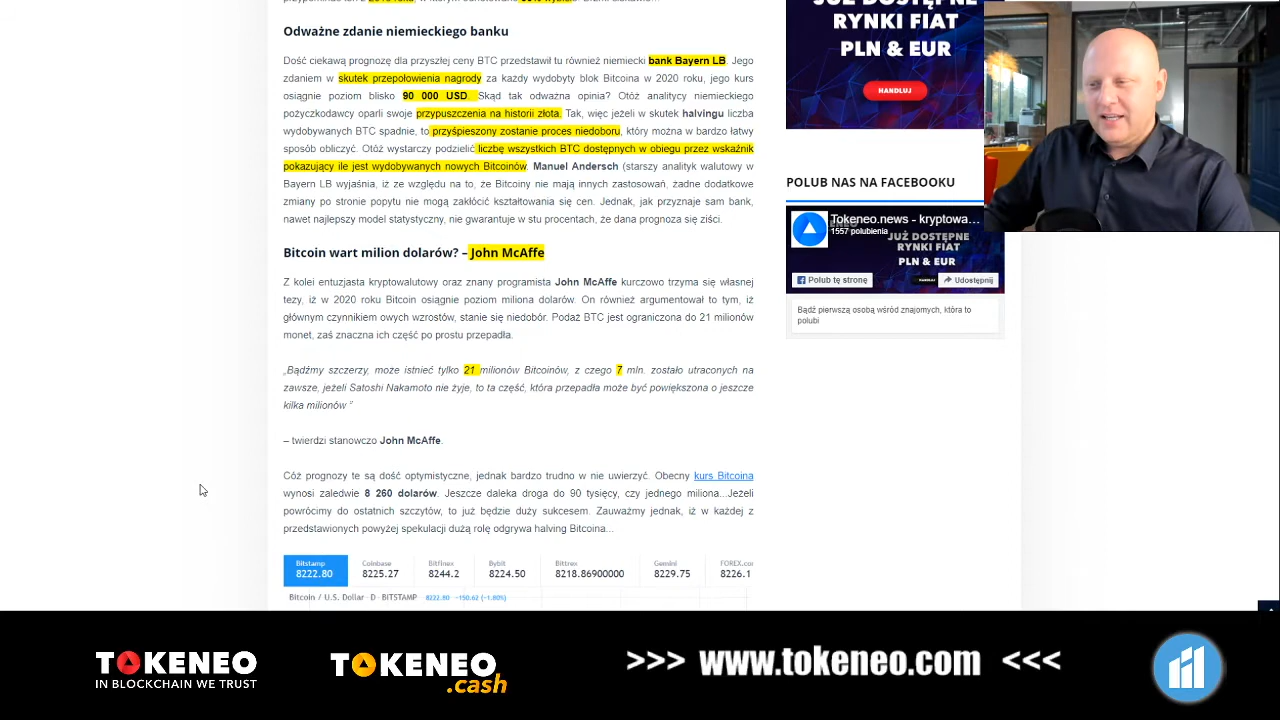 Odważne zdanie niemieckiego banku
Dość ciekawą prognozę dla przyszłej ceny BTC przedstawił tu również niemiecki bank Bayern LB. Jego
zdaniem w skutek przepołowienia nagrody za każdy wydobyty blok Bitcoina w 2020 roku, jego kurs
osiągnie poziom blisko 90 000 USD. Skąd tak odważna opinia? Otóż analitycy niemieckiego
pożyczkodawcy oparli swoje przypuszczenia na historii złota. Tak, więc jeżeli w skutek halvingu liczba
wydobywanych BTC spadnie, to przyśpieszony zostanie proces niedoboru, który można w bardzo łatwy
sposób obliczyć. Otóż wystarczy podzielić liczbę wszystkich BTC dostępnych w obiegu przez wskaźnik
pokazujący ile jest wydobywanych nowych Bitcoinów. Manuel Andersch (starszy analityk walutowy w
Bayern LB wyjaśnia, iż ze względu na to, że Bitcoiny nie mają innych zastosowań, żadne dodatkowe
zmiany po stronie popytu nie mogą zakłócić kształtowania się cen. Jednak, jak przyznaje sam bank,
nawet najlepszy model statystyczny, nie gwarantuje w stu procentach, że dana prognoza się ziści.
Bitcoin wart milion dolarów? – John McAffe
Z kolei entuzjasta kryptowalutowy oraz znany programista John McAffe kurczowo trzyma się własnej
tezy, iż w 2020 roku Bitcoin osiągnie poziom miliona dolarów. On również argumentował to tym, iż
głównym czynnikiem owych wzrostów, stanie się niedobór. Podaż BTC jest ograniczona do 21 milionów
monet, zaś znaczna ich część po prostu przepadła.
„Bądźmy szczerzy, może istnieć tylko 21 milionów Bitcoinów, z czego 7 mln. zostało utraconych na
zawsze, jeżeli Satoshi Nakamoto nie żyje, to ta część, która przepadła może być powiększona o jeszcze
kilka milionów ”
– twierdzi stanowczo John McAffe.
Cóż prognozy te są dość optymistyczne, jednak bardzo trudno w nie uwierzyć. Obecny kurs Bitcoina
wynosi zaledwie 8 260 dolarów. Jeszcze daleka droga do 90 tysięcy, czy jednego miliona...Jeżeli
powrócimy do ostatnich szczytów, to już będzie duży sukcesem. Zauważmy jednak, iż w każdej z
przedstawionych powyżej spekulacji dużą rolę odgrywa halving Bitcoina...
Bitstamp Coinbase Bitfinex Bybit Bittrex Gemini FOREX.co
8222.80 8225.27 8244.2 8224.50 8218.86900000 8229.75 8226.1
Bitcoin / U.S. Dollar · D · BITSTAMP 8222.80 −150.62 (−1.80%)
JUŻ DOSTĘPNE
RYNKI FIAT
PLN & EUR
HANDLUJ
POLUB NAS NA FACEBOOKU
Tokeneo.news - kryptowa...
1557 polubienia
JUŻ DOSTĘPNE
RYNKI FIAT
PLN & EUR
Polub tę stronę
Udostępnij
Bądź pierwszą osobą wśród znajomych, która to
polubi
TOKENEO
IN BLOCKCHAIN WE TRUST
TOKENEO
.cash
>>> www.tokeneo.com <<<